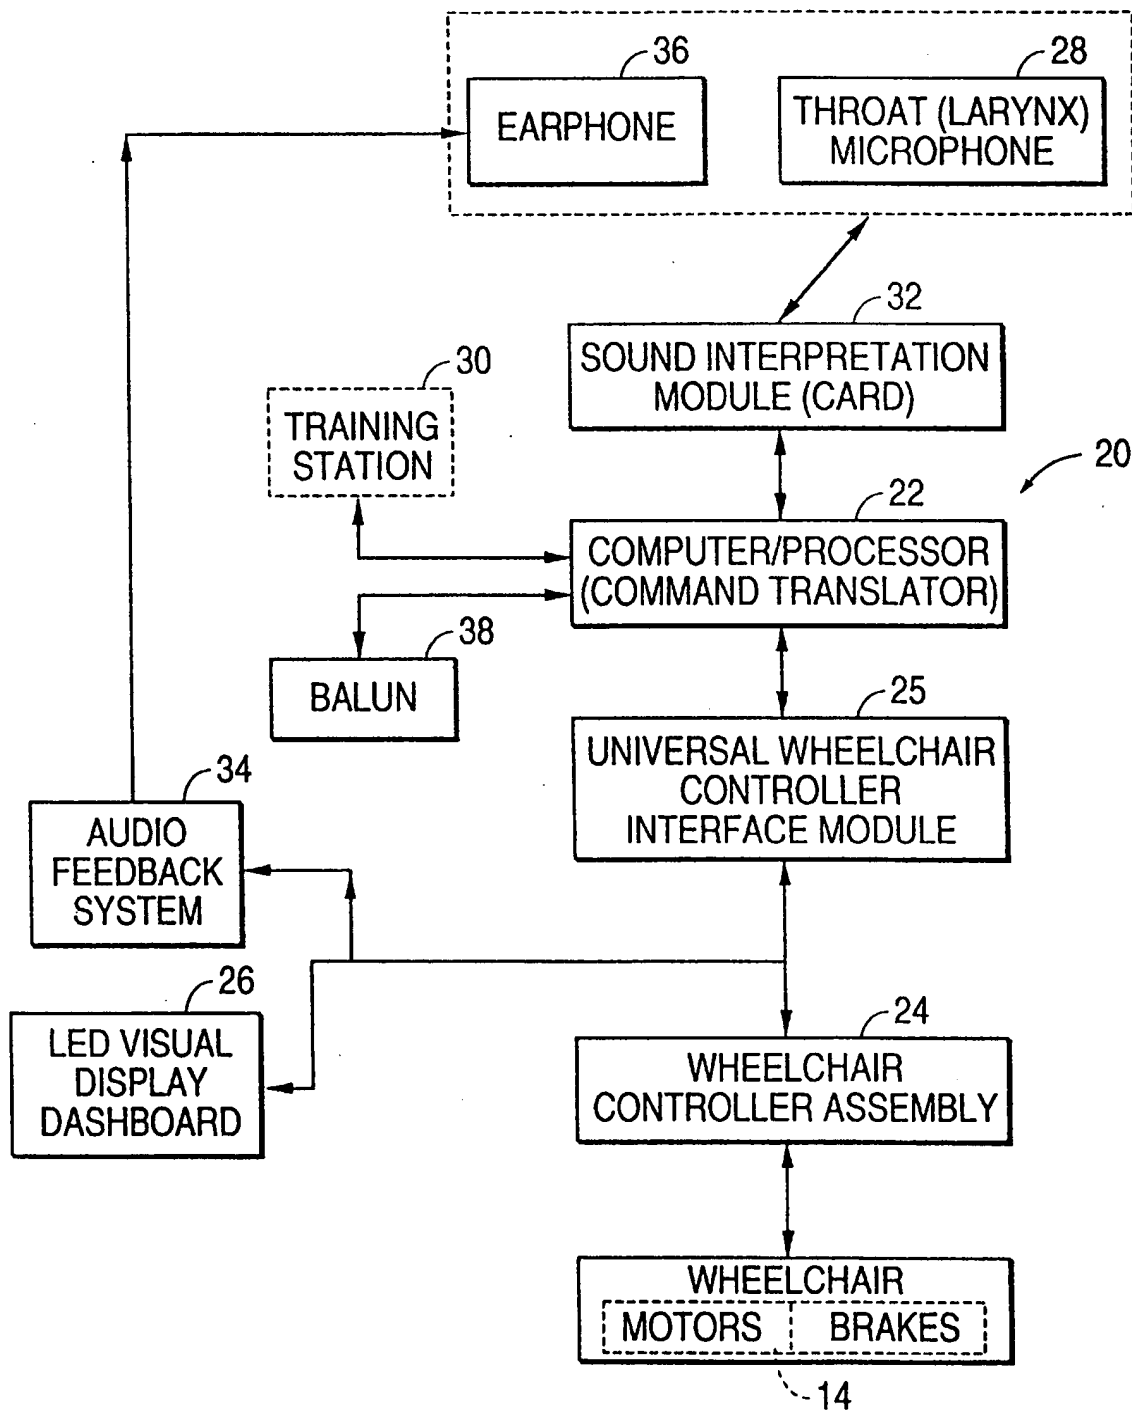 36
EARPHONE
28
THROAT (LARYNX)
MICROPHONE
32
SOUND INTERPRETATION
MODULE (CARD)
30
TRAINING
STATION
20
22
COMPUTER/PROCESSOR
(COMMAND TRANSLATOR)
38
BALUN
25
UNIVERSAL WHEELCHAIR
CONTROLLER
INTERFACE MODULE
34
AUDIO
FEEDBACK
SYSTEM
26
LED VISUAL
DISPLAY
DASHBOARD
24
WHEELCHAIR
CONTROLLER ASSEMBLY
WHEELCHAIR
MOTORS BRAKES
14